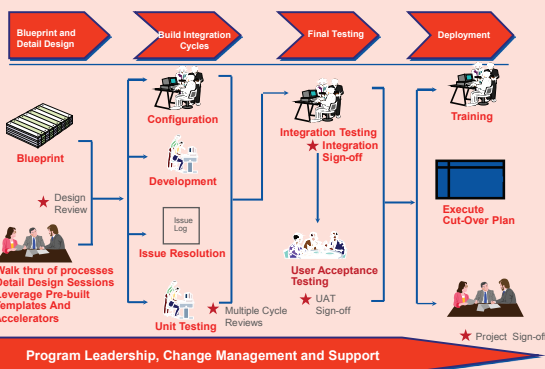 Blueprint and
Detail Design
Build Integration
Cycles
Final Testing
Deployment
Blueprint
Design
Review
Walk thru of processes
Detail Design Sessions
Leverage Pre-built
Templates And
Accelerators
Configuration
Development
Issue
Log
Issue Resolution
Unit Testing
Multiple Cycle
Reviews
Integration Testing
Integration
Sign-off
User Acceptance
Testing
UAT
Sign-off
Training
Execute
Cut-Over Plan
Project Sign-off
Program Leadership, Change Management and Support